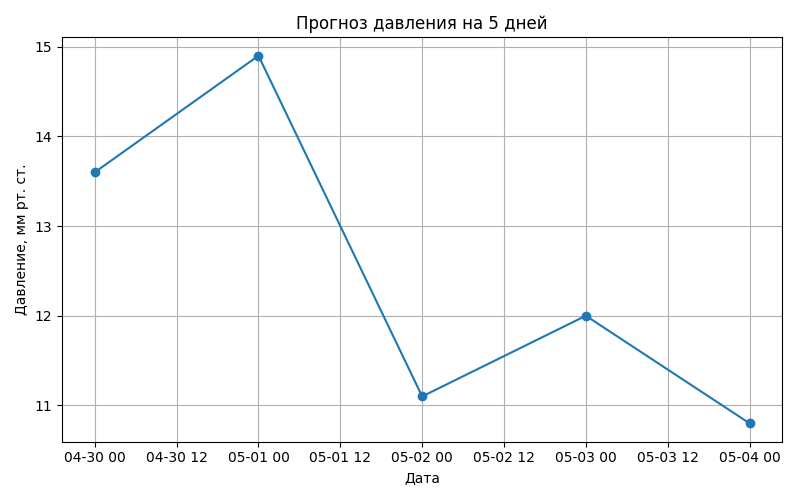 Прогноз давления на 5 дней
Давление, мм рт. ст.
15
14
13
12
11
04-30 00 04-30 12 05-01 00 05-01 12 05-02 00 05-02 12 05-03 00 05-03 12 05-04 00
Дата